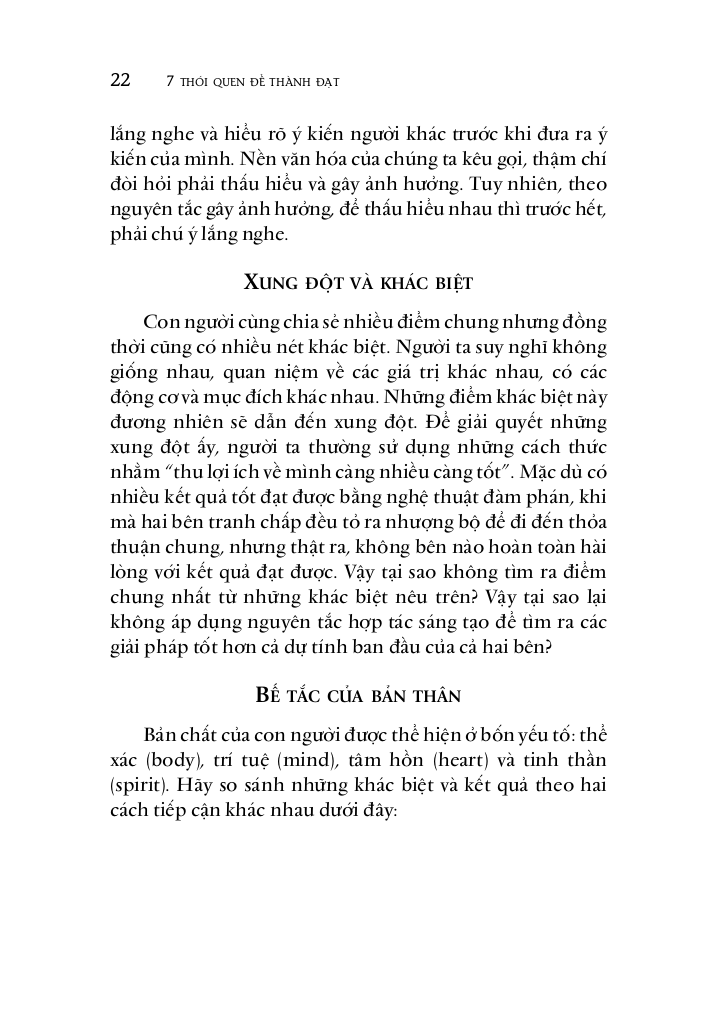 22 7 THÓI QUEN ĐỂ THÀNH ĐẠT
lắng nghe và hiểu rõ ý kiến người khác trước khi đưa ra ý
kiến của mình. Nền văn hóa của chúng ta kêu gọi, thậm chí
đòi hỏi phải thấu hiểu và gây ảnh hưởng. Tuy nhiên, theo
nguyên tắc gây ảnh hưởng, để thấu hiểu nhau thì trước hết,
phải chú ý lắng nghe.
XUNG ĐỘT VÀ KHÁC BIỆT
Con người cùng chia sẻ nhiều điểm chung nhưng đồng
thời cũng có nhiều nét khác biệt. Người ta suy nghĩ không
giống nhau, quan niệm về các giá trị khác nhau, có các
động cơ và mục đích khác nhau. Những điểm khác biệt này
đương nhiên sẽ dẫn đến xung đột. Để giải quyết những
xung đột ấy, người ta thường sử dụng những cách thức
nhằm “thu lợi ích về mình càng nhiều càng tốt”. Mặc dù có
nhiều kết quả tốt đạt được bằng nghệ thuật đàm phán, khi
mà hai bên tranh chấp đều tỏ ra nhượng bộ để đi đến thỏa
thuận chung, nhưng thật ra, không bên nào hoàn toàn hài
lòng với kết quả đạt được. Vậy tại sao không tìm ra điểm
chung nhất từ những khác biệt nêu trên? Vậy tại sao lại
không áp dụng nguyên tắc hợp tác sáng tạo để tìm ra các
giải pháp tốt hơn cả dự tính ban đầu của cả hai bên?
BẾ TẮC CỦA BẢN THÂN
Bản chất của con người được thể hiện ở bốn yếu tố: thể
xác (body), trí tuệ (mind), tâm hồn (heart) và tinh thần
(spirit). Hãy so sánh những khác biệt và kết quả theo hai
cách tiếp cận khác nhau dưới đây: